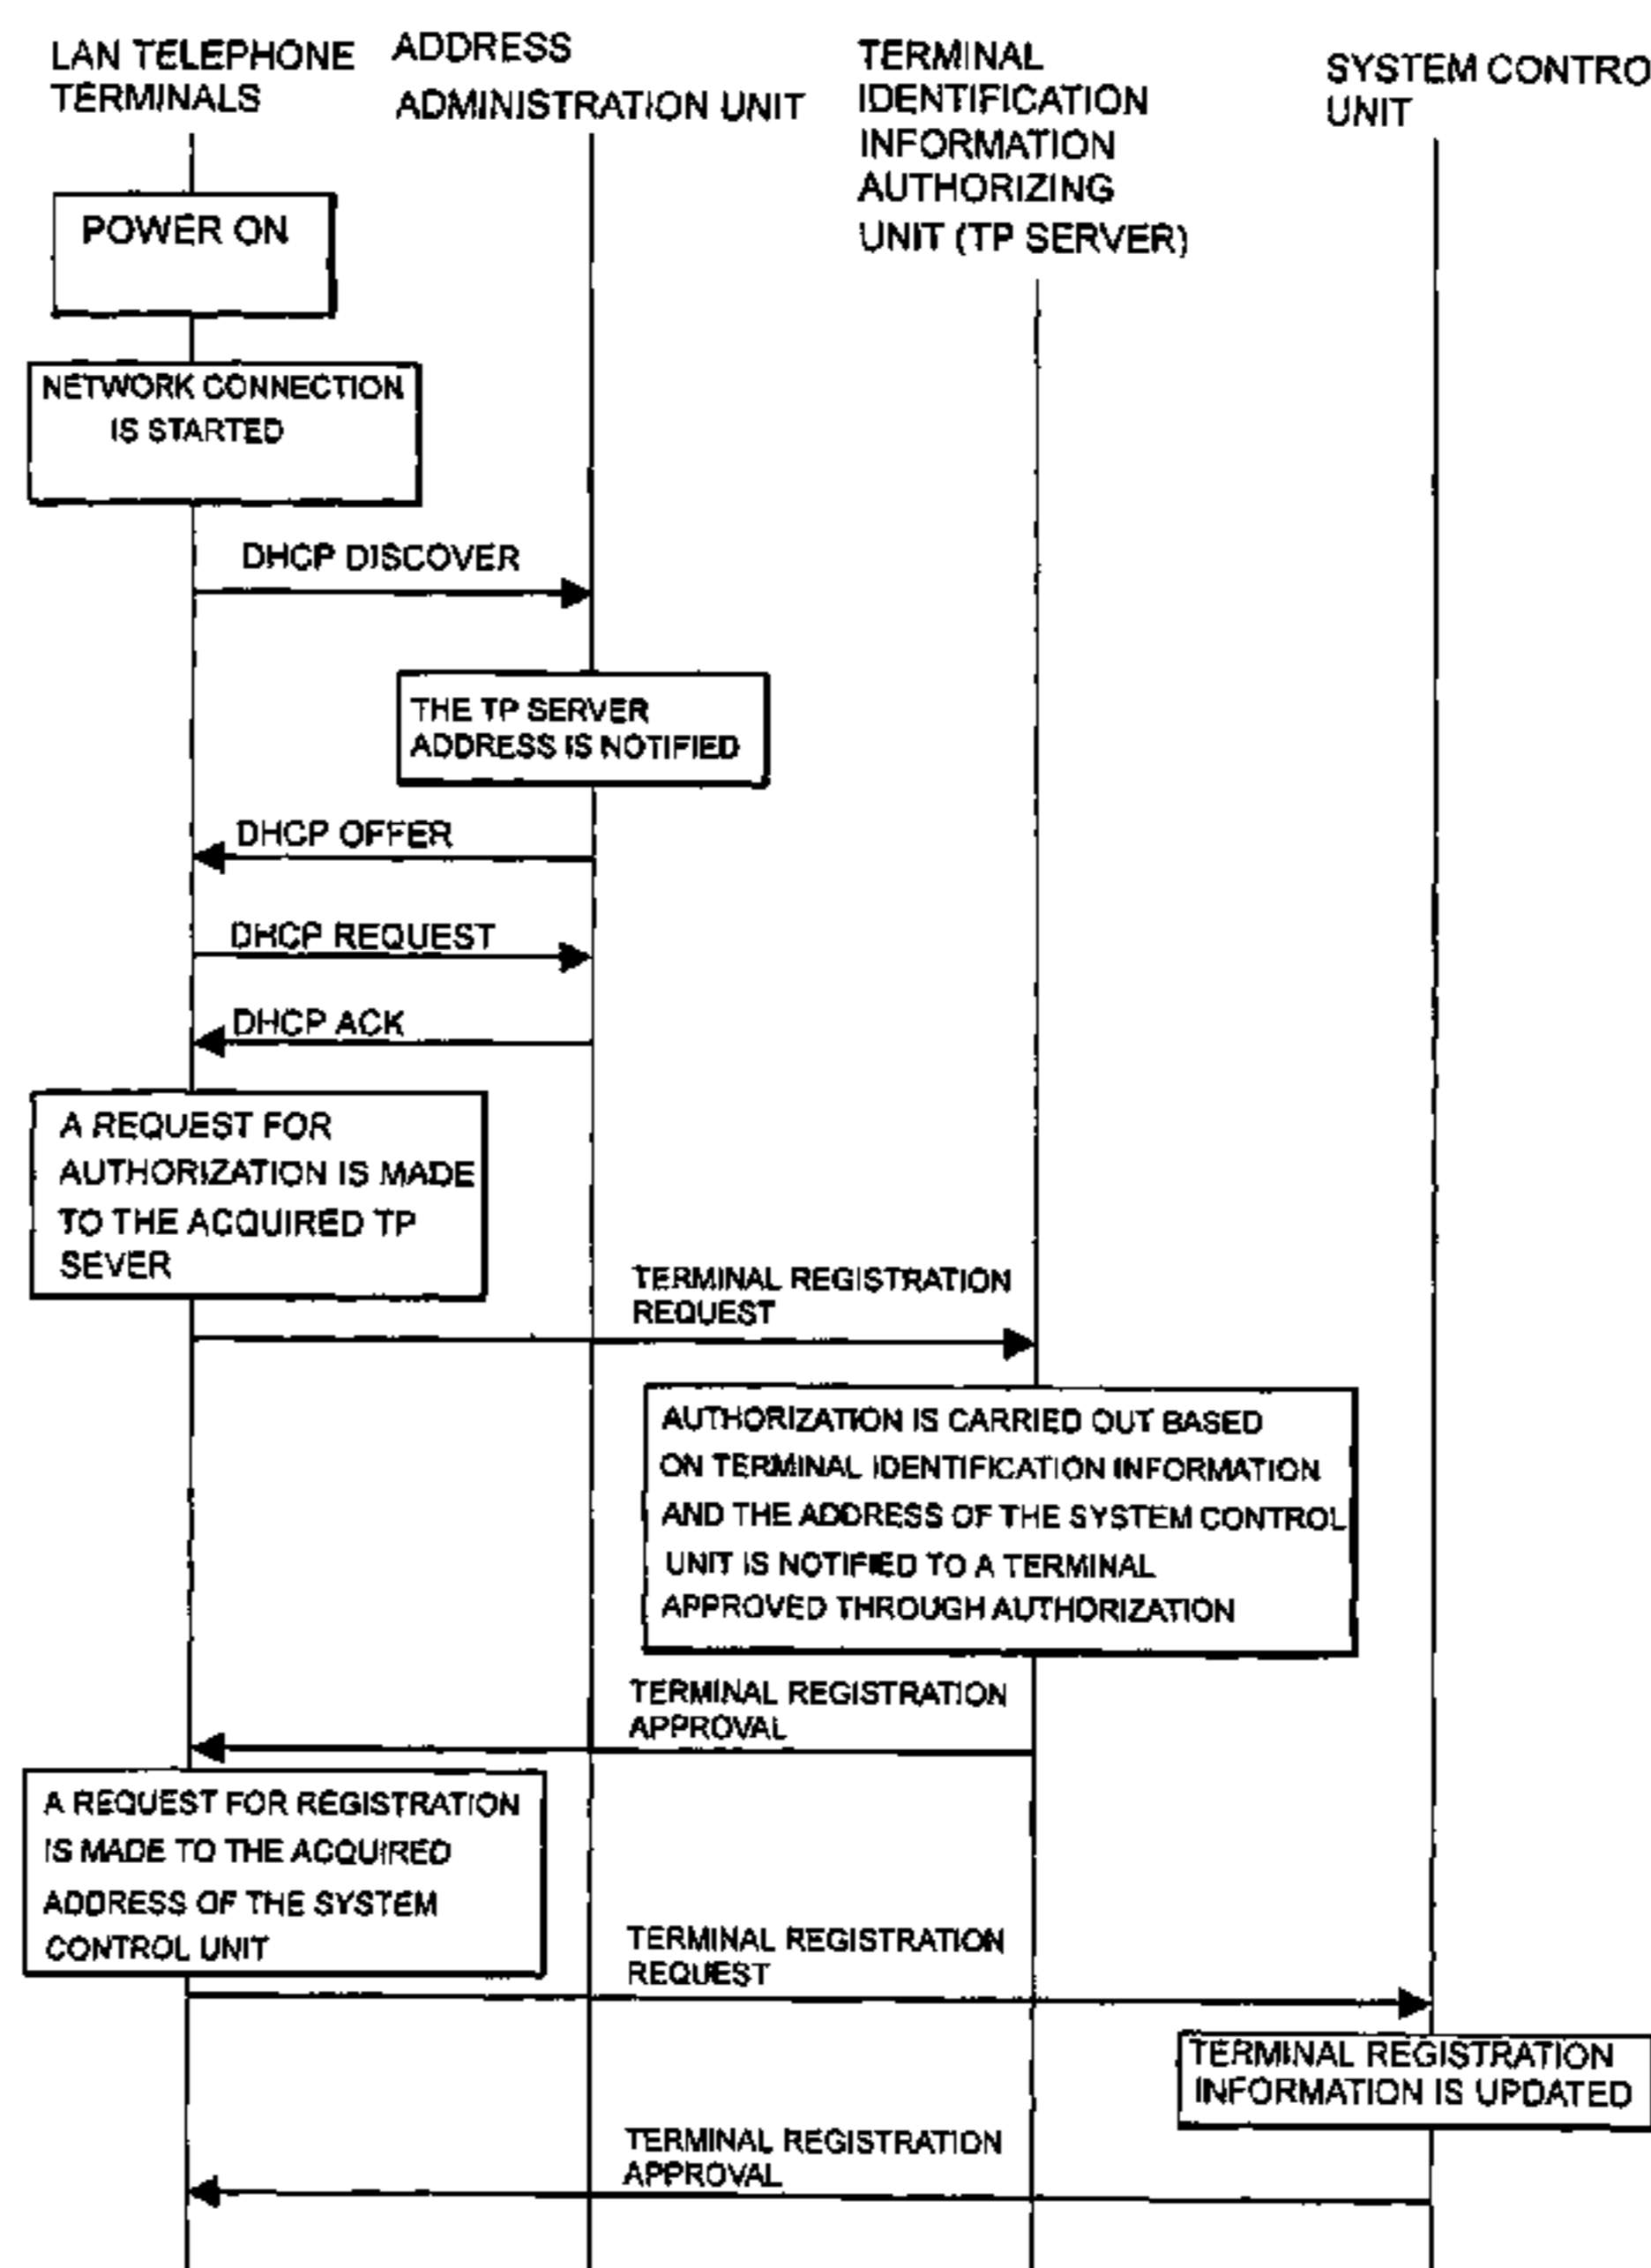 LAN TELEPHONE
TERMINALS
ADDRESS
ADMINISTRATION UNIT
TERMINAL
IDENTIFICATION
INFORMATION
AUTHORIZING
UNIT (TP SERVER)
SYSTEM CONTRO
UNIT
POWER ON
NETWORK CONNECTION
IS STARTED
DHCP DISCOVER
THE TP SERVER
ADDRESS IS NOTIFIED
DHCP OFFER
DHCP REQUEST
DHCP ACK
A REQUEST FOR
AUTHORIZATION IS MADE
TO THE ACQUIRED TP
SEVER
TERMINAL REGISTRATION
REQUEST
AUTHORIZATION IS CARRIED OUT BASED
ON TERMINAL IDENTIFICATION INFORMATION
AND THE ADDRESS OF THE SYSTEM CONTROL
UNIT IS NOTIFIED TO A TERMINAL
APPROVED THROUGH AUTHORIZATION
TERMINAL REGISTRATION
APPROVAL
A REQUEST FOR REGISTRATION
IS MADE TO THE ACQUIRED
ADDRESS OF THE SYSTEM
CONTROL UNIT
TERMINAL REGISTRATION
REQUEST
TERMINAL REGISTRATION
INFORMATION IS UPDATED
TERMINAL REGISTRATION
APPROVAL